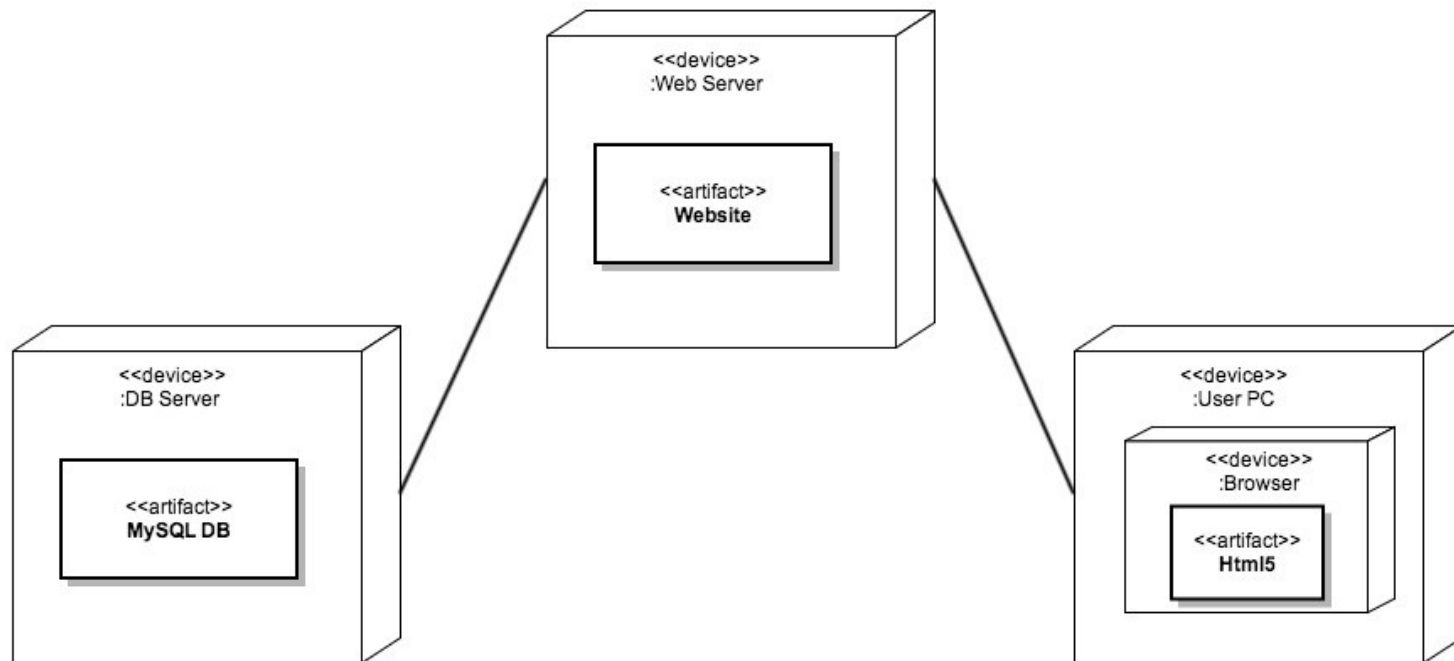 <<device>>
:Web Server
<<artifact>>
Website
<<device>>
:DB Server
<<artifact>>
MySQL DB
<<device>>
:User PC
<<device>>
:Browser
<<artifact>>
Html5